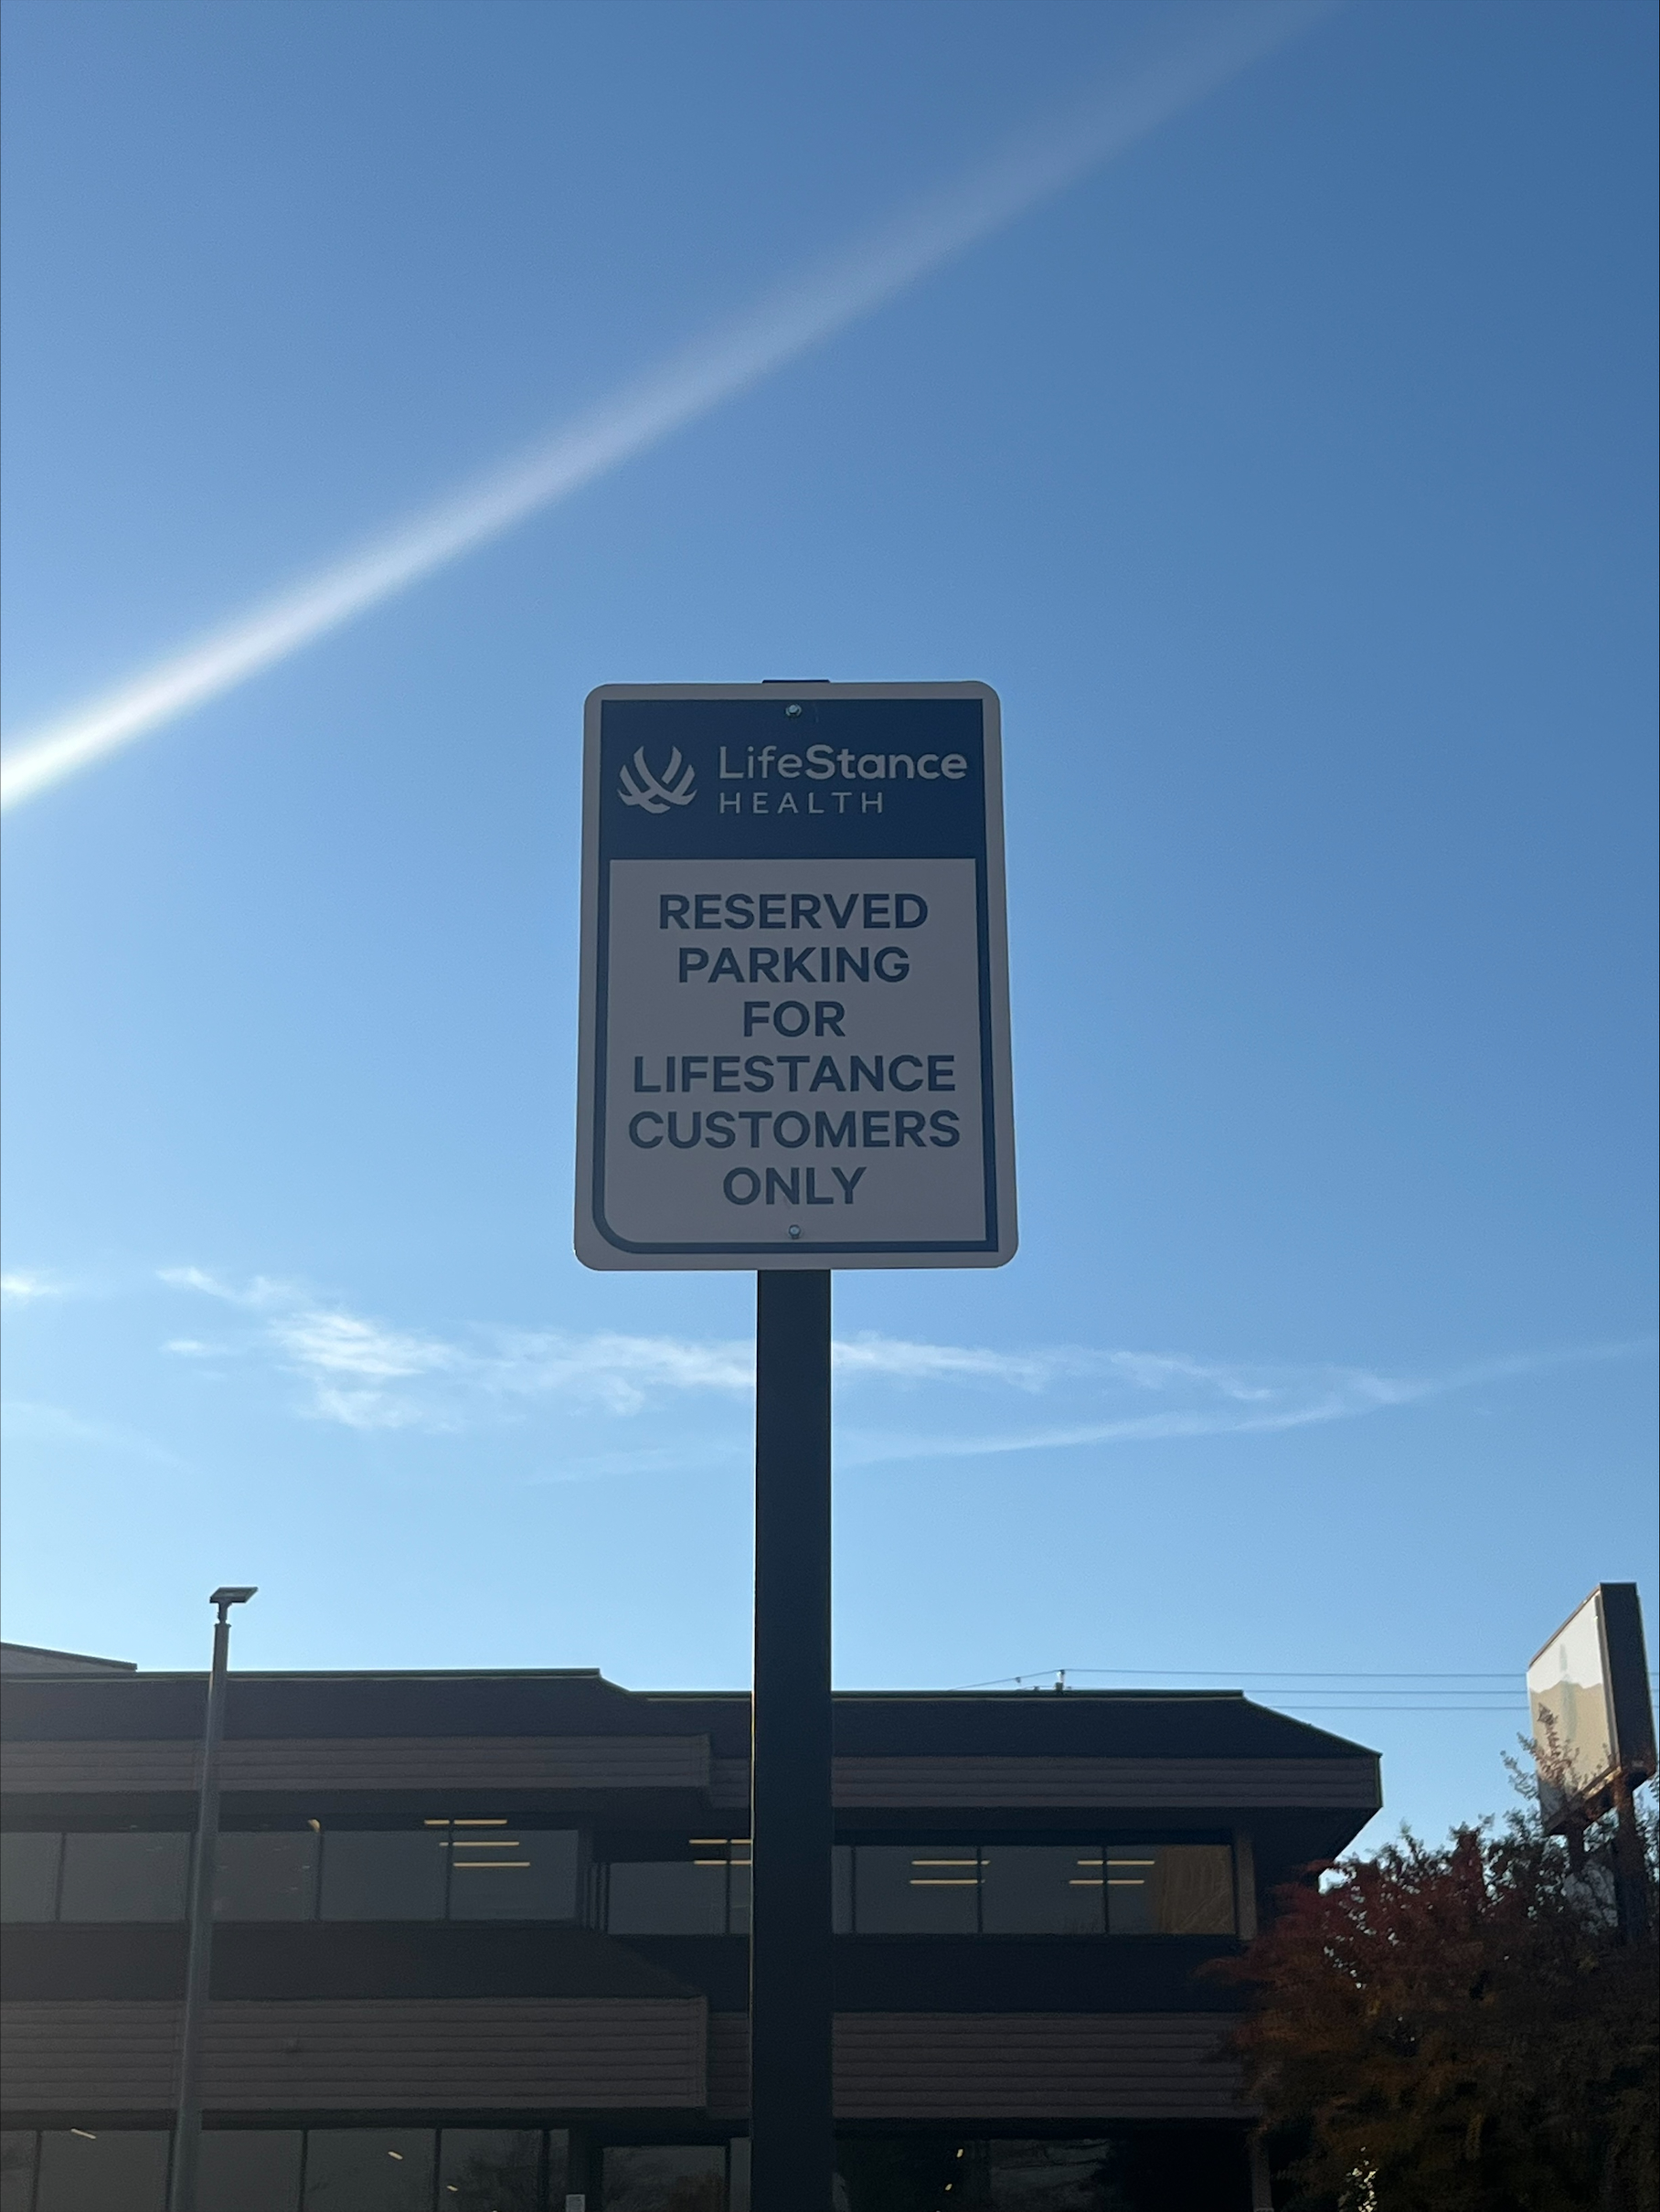 LifeStance
HEALTH
RESERVED
PARKING
FOR
LIFESTANCE
CUSTOMERS
ONLY